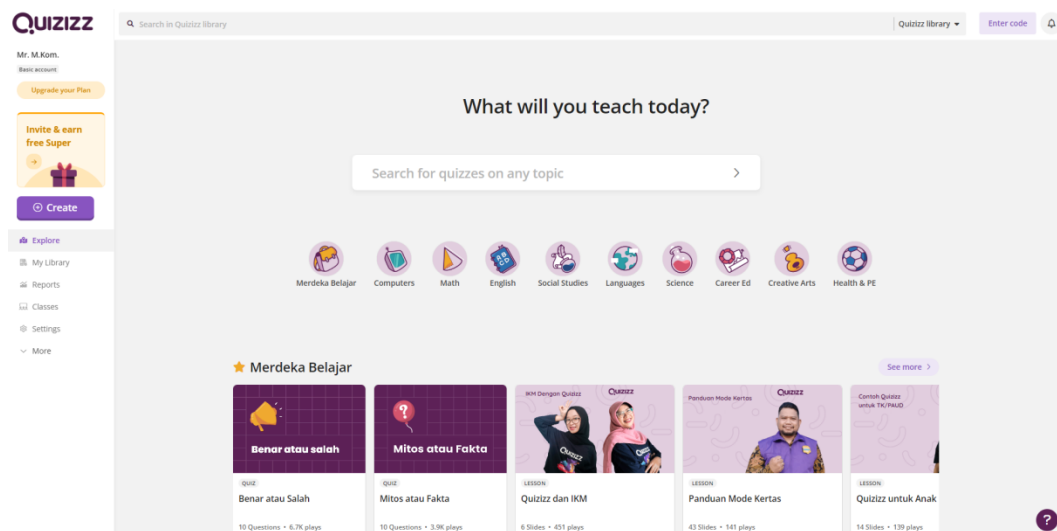 QUIZIZZ
Search in Quizizz library
Quizizz library
Enter code
Mr. M.Kom.
Basic account
Upgrade your Plan
Invite & earn
free Super
Create
Explore
My Library
Reports
Classes
Settings
More
What will you teach today?
Search for quizzes on any topic
Merdeka Belajar
Computers
Math
English
Social Studies
Languages
Science
Career Ed
Creative Arts
Health & PE
Merdeka Belajar
See more
Benar atau salah
QUIZ
Benar atau Salah
10 Questions • 6.7K plays
Mitos atau Fakta
QUIZ
Mitos atau Fakta
10 Questions • 3.9K plays
IKM Dengan Quizizz
QUIZIZZ
LESSON
Quizizz dan IKM
6 Slides • 451 plays
Panduan Mode Kertas
QUIZIZZ
LESSON
Panduan Mode Kertas
43 Slides • 141 plays
Contoh Quizizz
untuk TK/PAUD
LESSON
Quizizz untuk Anak
14 Slides • 139 plays
?